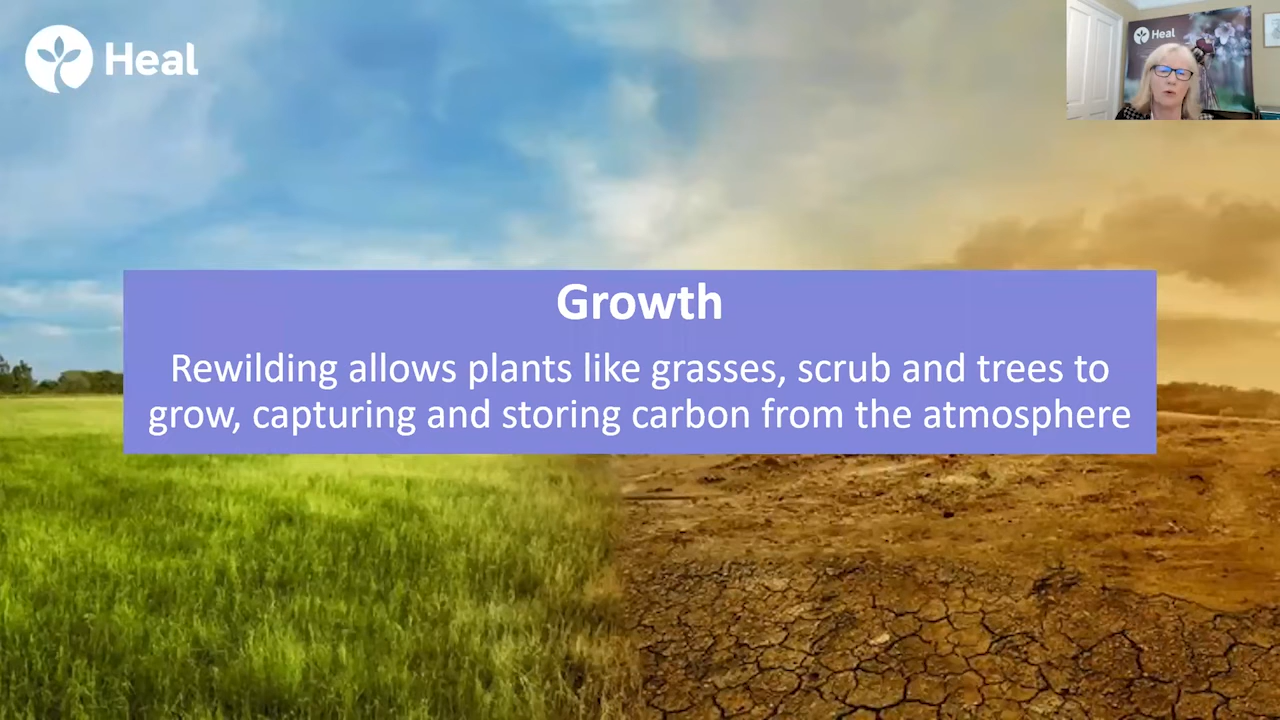 Heal
Heal
Growth
Rewilding allows plants like grasses, scrub and trees to
grow, capturing and storing carbon from the atmosphere